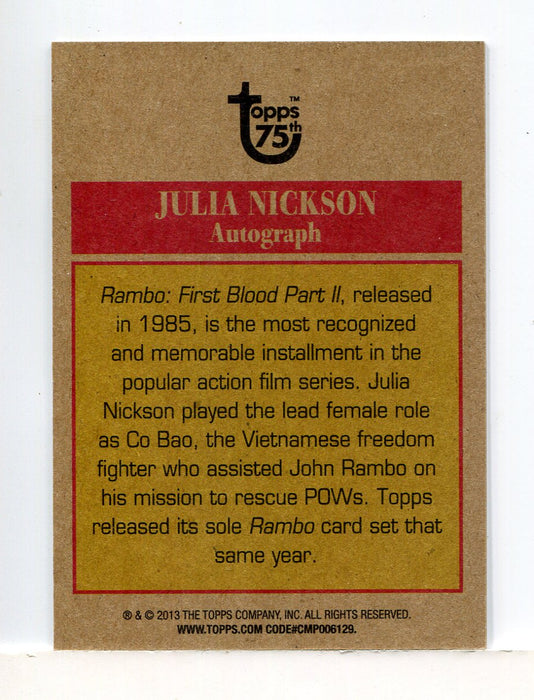 topps™
75th
JULIA NICKSON
Autograph
Rambo: First Blood Part II, released
in 1985, is the most recognized
and memorable installment in the
popular action film series. Julia
Nickson played the lead female role
as Co Bao, the Vietnamese freedom
fighter who assisted John Rambo on
his mission to rescue POWs. Topps
released its sole Rambo card set that
same year.
® & © 2013 THE TOPPS COMPANY, INC. ALL RIGHTS RESERVED.
WWW.TOPPS.COM CODE#CMP006129.